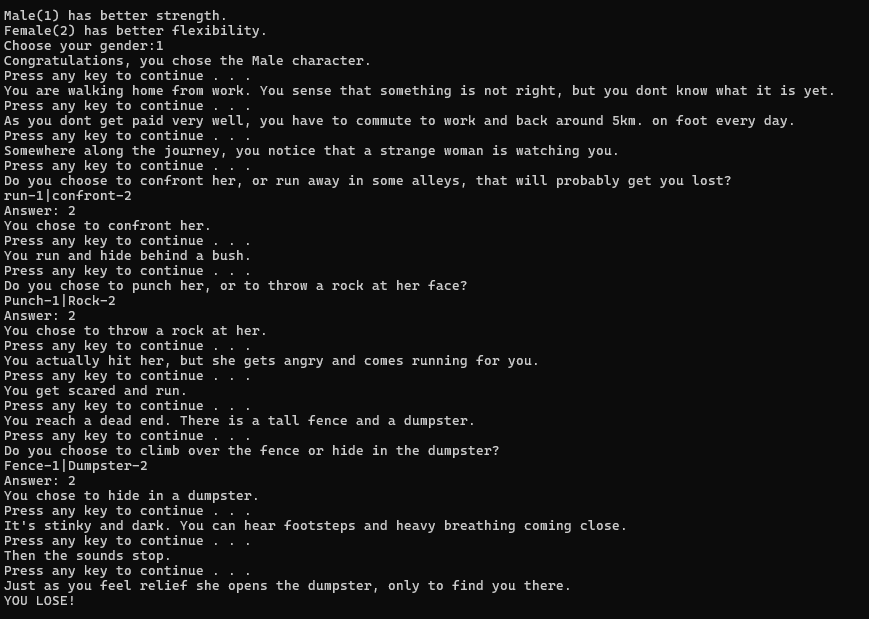 Male(1) has better strength.
Female(2) has better flexibility.
Choose your gender:1
Congratulations, you chose the Male character.
Press any key to continue . . .
You are walking home from work. You sense that something is not right, but you dont know what it is yet.
Press any key to continue . . .
As you dont get paid very well, you have to commute to work and back around 5km. on foot every day.
Press any key to continue . . .
Somewhere along the journey, you notice that a strange woman is watching you.
Press any key to continue . . .
Do you choose to confront her, or run away in some alleys, that will probably get you lost?
run-1|confront-2
Answer: 2
You chose to confront her.
Press any key to continue . . .
You run and hide behind a bush.
Press any key to continue . . .
Do you chose to punch her, or to throw a rock at her face?
Punch-1|Rock-2
Answer: 2
You chose to throw a rock at her.
Press any key to continue . . .
You actually hit her, but she gets angry and comes running for you.
Press any key to continue . . .
You get scared and run.
Press any key to continue . . .
You reach a dead end. There is a tall fence and a dumpster.
Press any key to continue . . .
Do you choose to climb over the fence or hide in the dumpster?
Fence-1|Dumpster-2
Answer: 2
You chose to hide in a dumpster.
Press any key to continue . . .
It's stinky and dark. You can hear footsteps and heavy breathing coming close.
Press any key to continue . . .
Then the sounds stop.
Press any key to continue . . .
Just as you feel relief she opens the dumpster, only to find you there.
YOU LOSE!